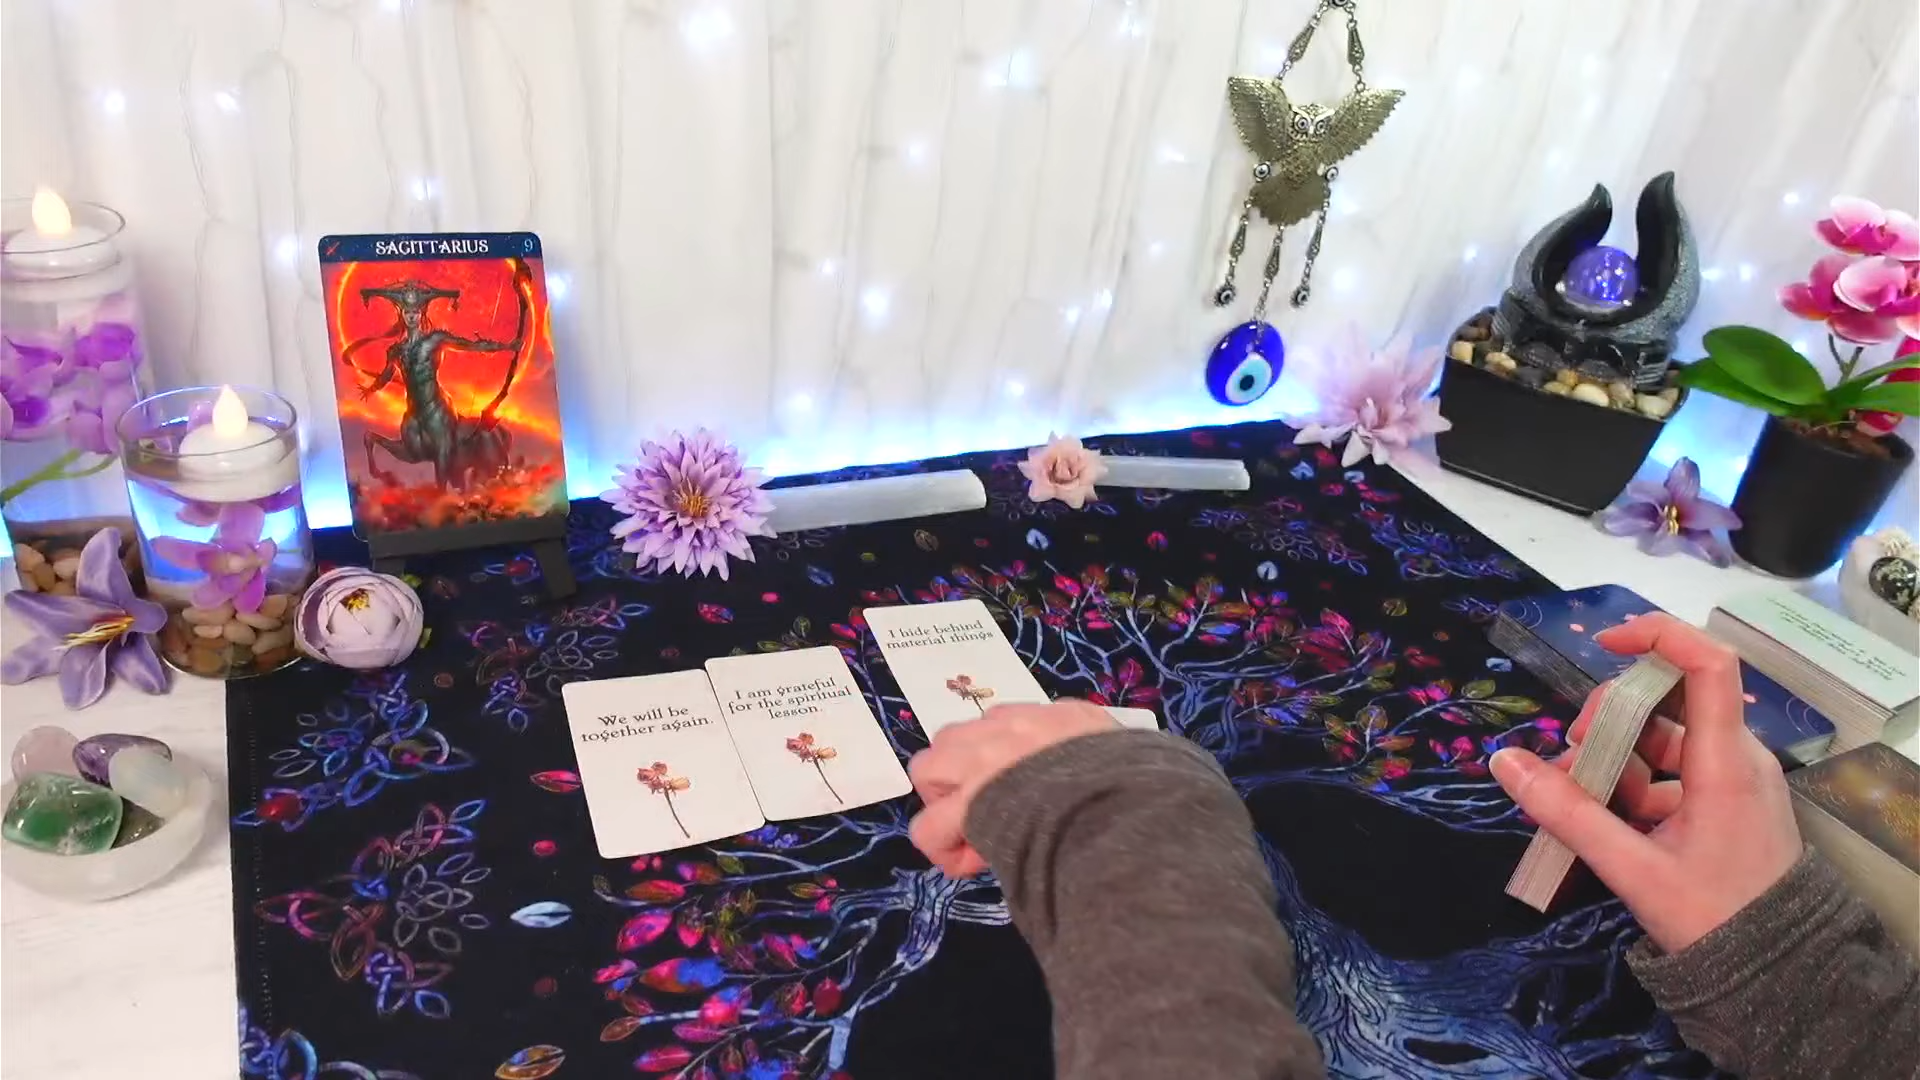 SAGITTARIUS 9
We will be
together again.
I am grateful
for the spiritual
lesson.
I hide behind
material things